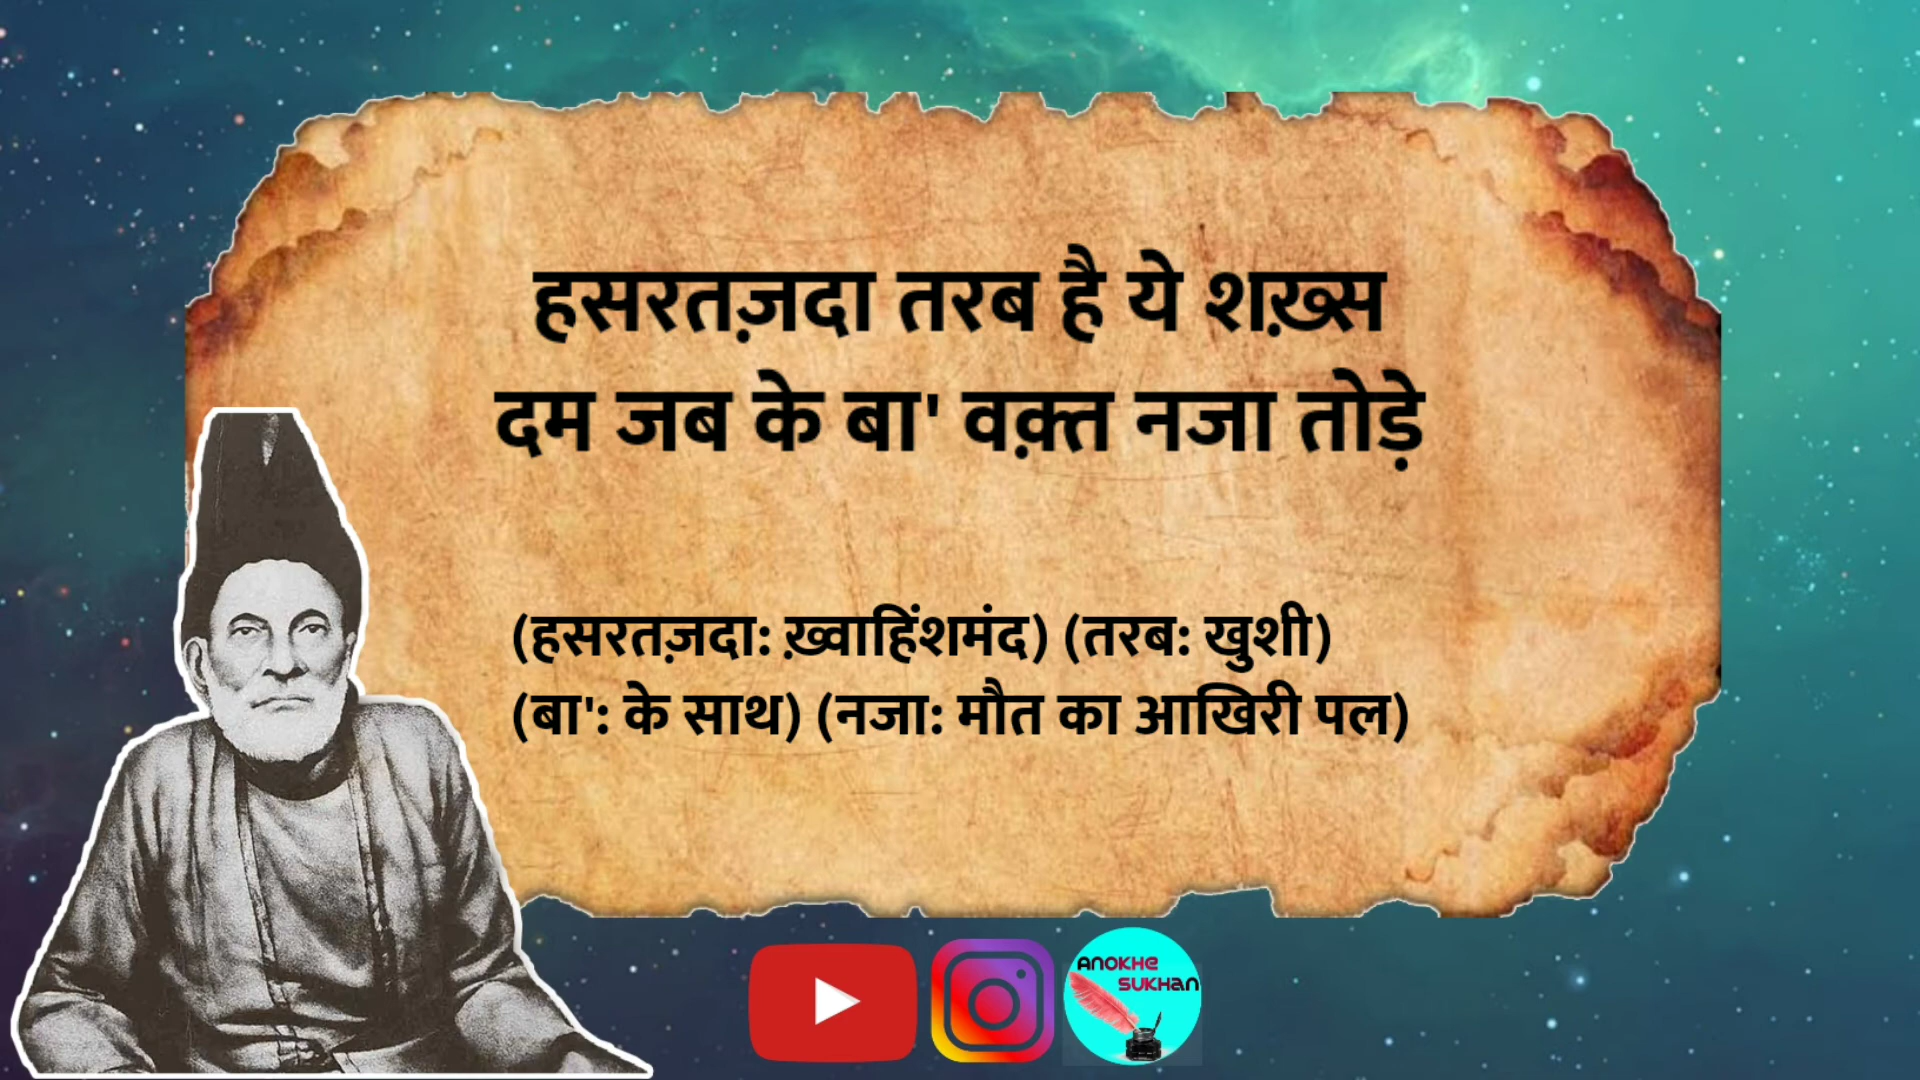 हसरतज़दा तरब है ये शख़्स
दम जब के बा' वक़्त नजा तोड़े
(हसरतज़दा: ख़्वाहिंशमंद) (तरब: खुशी)
(बा': के साथ) (नजा: मौत का आखिरी पल)
ANOKHE
SUKHAN